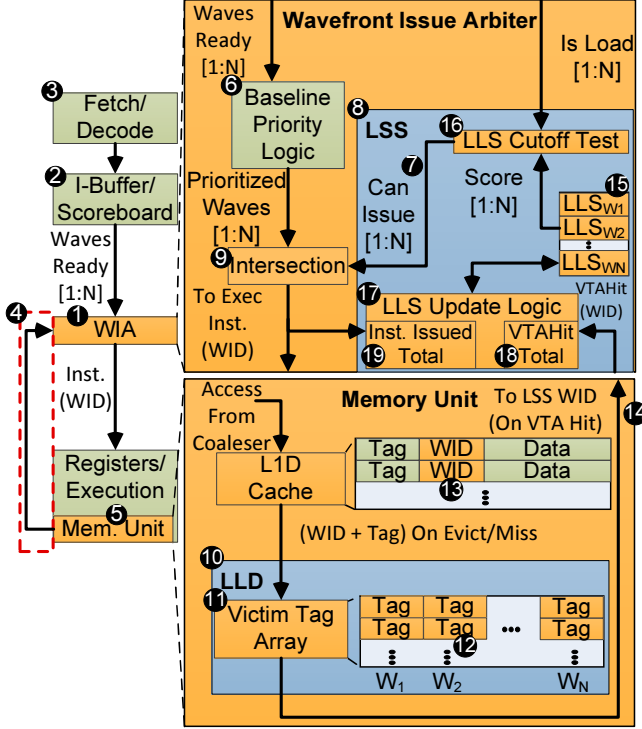 3
Fetch/
Decode
2
I-Buffer/
Scoreboard
Waves
Ready
[1:N]
4
1
WIA
Inst.
(WID)
Registers/
Execution
5
Mem. Unit
Waves
Ready
[1:N]
Wavefront Issue Arbiter
Is Load
[1:N]
6
Baseline
Priority
Logic
8
LSS
16
LLS Cutoff Test
7
Prioritized
Waves
[1:N]
Can
Issue
[1:N]
Score
[1:N]
15
LLSW1
LLSW2
LLSWN
9
Intersection
To Exec
Inst.
(WID)
VTAHit
(WID)
17
LLS Update Logic
Inst. Issued
Total
19
VTAHit
Total
18
Access
From
Coaleser
Memory Unit
To LSS WID
(On VTA Hit)
14
L1D
Cache
Tag WID Data
Tag WID Data
13
(WID + Tag) On Evict/Miss
10
LLD
11
Victim Tag
Array
Tag Tag ... Tag
Tag Tag Tag
12
W1 W2 WN